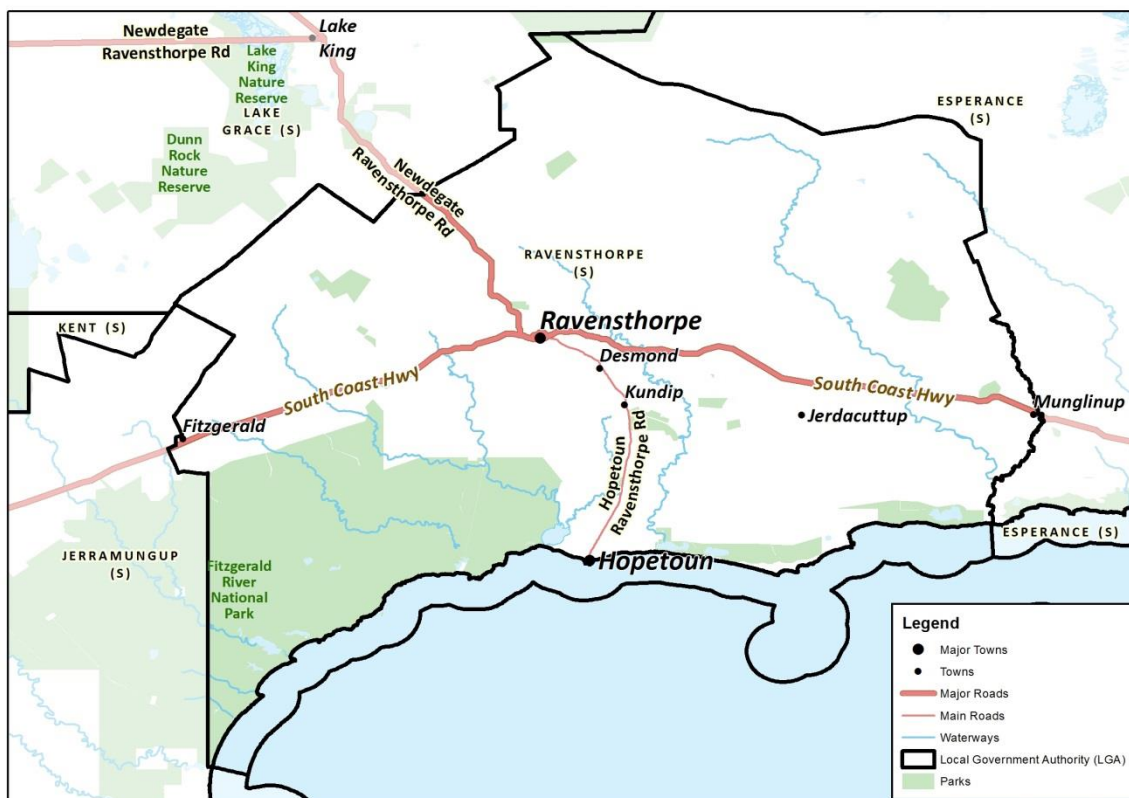 Newdegate
Ravensthorpe Rd
Lake
King
Lake
King
Nature
Reserve
LAKE
GRACE (S)
Dunn
Rock
Nature
Reserve
ESPERANCE
(S)
Newdegate
Ravensthorpe Rd
RAVENSTHORPE
(S)
KENT (S)
Ravensthorpe
Desmond
South Coast Hwy
Kundip
South Coast Hwy
Munglinup
Jerdacuttup
Fitzgerald
Hopetoun
Ravensthorpe Rd
JERRAMUNGUP
(S)
Fitzgerald
River
National
Park
Hopetoun
ESPERANCE (S)
Legend
Major Towns
Towns
Major Roads
Main Roads
Waterways
Local Government Authority (LGA)
Parks